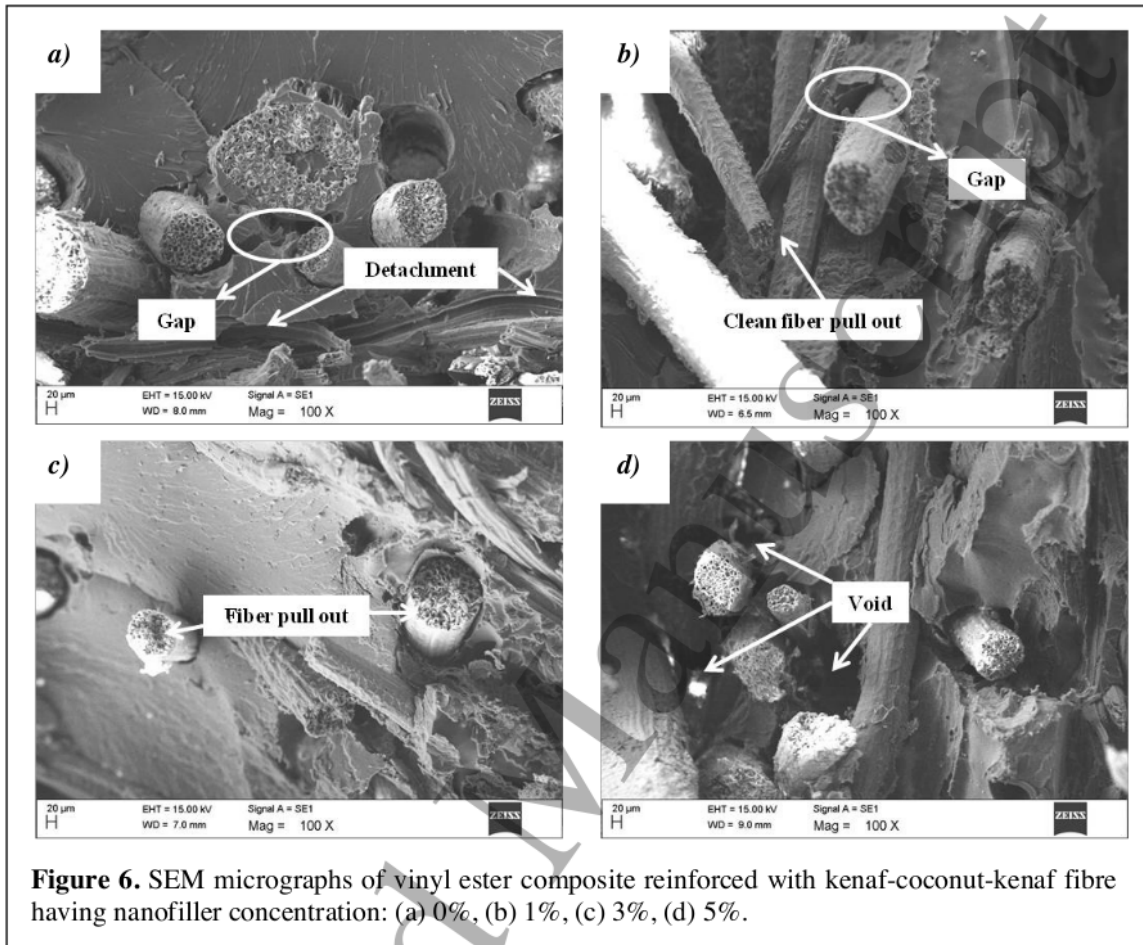 a)
Detachment
Gap
20 µm
H
EHT = 15.00 kV
WD = 8.0 mm
Signal A = SE1
Mag = 100 X
ZEISS
b)
Gap
Clean fiber pull out
20 µm
H
EHT = 15.00 kV
WD = 6.5 mm
Signal A = SE1
Mag = 100 X
ZEISS
c)
Fiber pull out
20 µm
H
EHT = 15.00 kV
WD = 7.0 mm
Signal A = SE1
Mag = 100 X
ZEISS
d)
Void
20 µm
H
EHT = 15.00 kV
WD = 9.0 mm
Signal A = SE1
Mag = 100 X
ZEISS
Figure 6. SEM micrographs of vinyl ester composite reinforced with kenaf-coconut-kenaf fibre
having nanofiller concentration: (a) 0%, (b) 1%, (c) 3%, (d) 5%.
d Manuscript